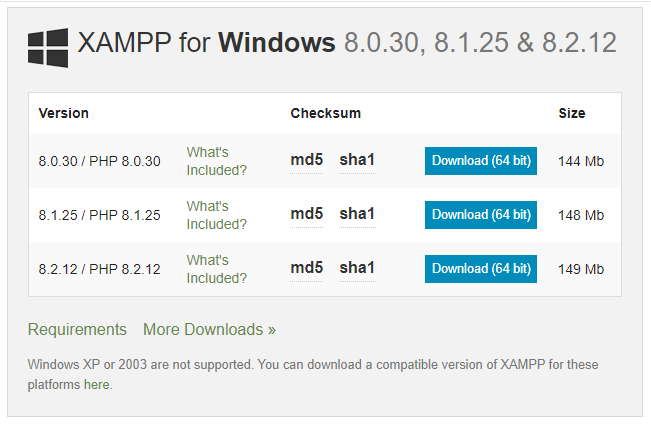 XAMPP for Windows 8.0.30, 8.1.25 & 8.2.12
Version Checksum Size
8.0.30 / PHP 8.0.30 What's Included? md5 sha1 Download (64 bit) 144 Mb
8.1.25 / PHP 8.1.25 What's Included? md5 sha1 Download (64 bit) 148 Mb
8.2.12 / PHP 8.2.12 What's Included? md5 sha1 Download (64 bit) 149 Mb
Requirements More Downloads »
Windows XP or 2003 are not supported. You can download a compatible version of XAMPP for these
platforms here.